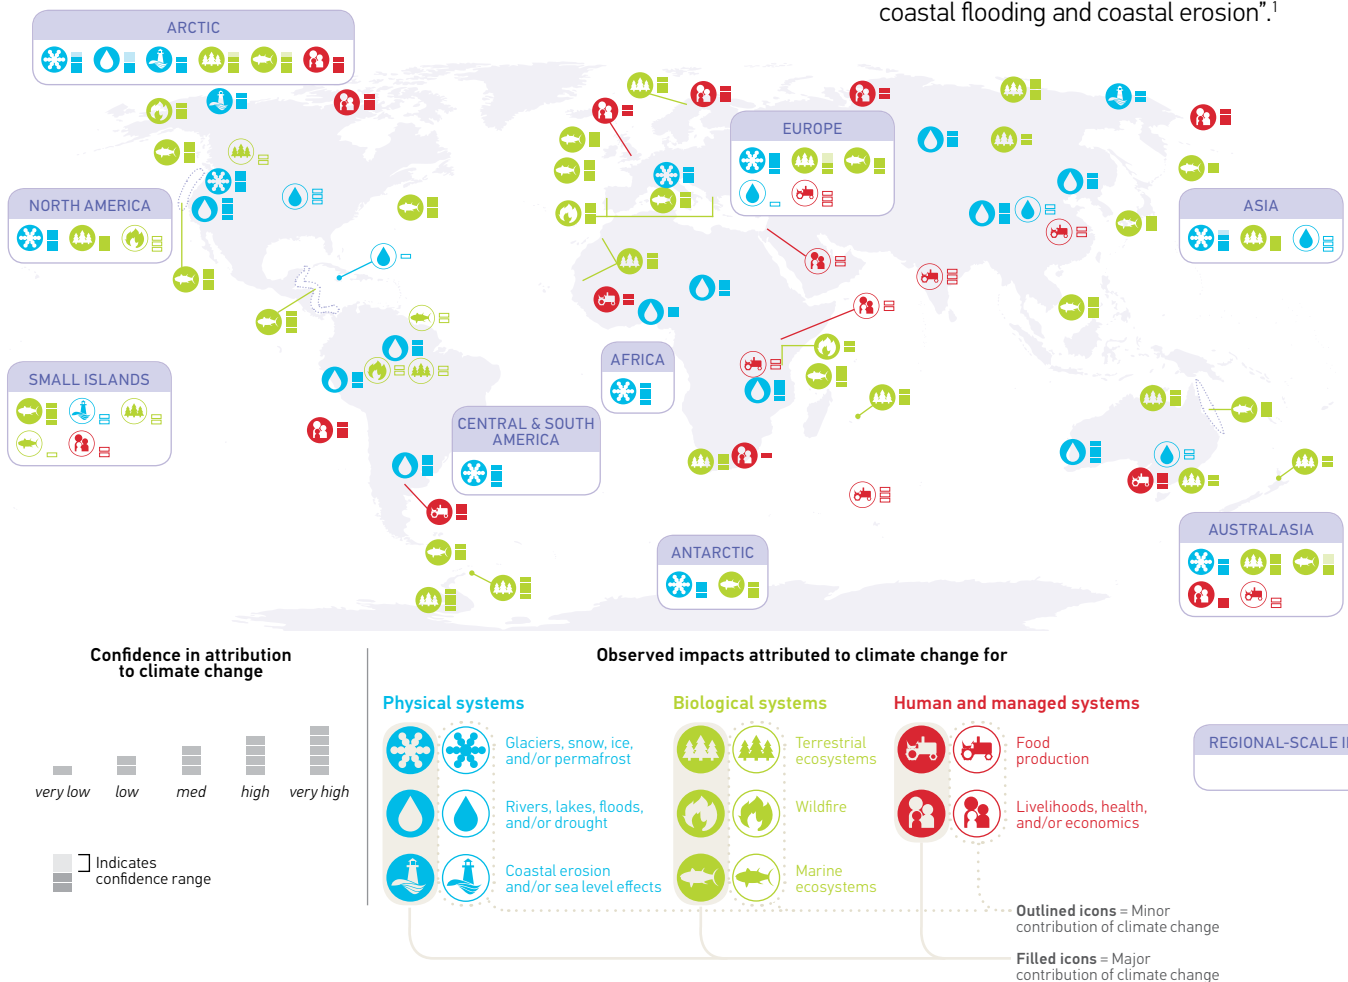 coastal flooding and coastal erosion”.¹
ARCTIC
EUROPE
NORTH AMERICA
ASIA
AFRICA
SMALL ISLANDS
CENTRAL & SOUTH
AMERICA
ANTARCTIC
AUSTRALASIA
Confidence in attribution
to climate change
very low
low
med
high
very high
Indicates
confidence range
Observed impacts attributed to climate change for
Physical systems
Glaciers, snow, ice,
and/or permafrost
Rivers, lakes, floods,
and/or drought
Coastal erosion
and/or sea level effects
Biological systems
Terrestrial
ecosystems
Wildfire
Marine
ecosystems
Human and managed systems
Food
production
Livelihoods, health,
and/or economics
REGIONAL-SCALE
Outlined icons = Minor
contribution of climate change
Filled icons = Major
contribution of climate change